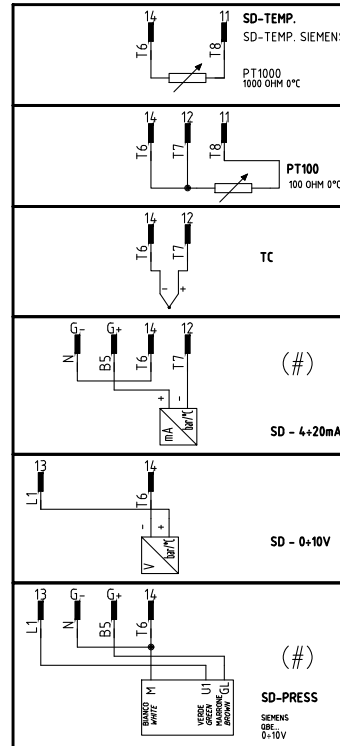 14 11 SD-TEMP.
SD-TEMP. SIEMENS
T6 T8
PT1000
1000 OHM 0°C
14 12 11
T6 T7 T8
PT100
100 OHM 0°C
14 12
T6 T7
- +
TC
G- G+ 14 12
N B5 T6 T7
(#)
+ -
mA bar/°C
SD - 4÷20mA
13 14
L1 T6
- +
V bar/°C
SD - 0÷10V
13 G- G+ 14
L1 N B5 T6
(#)
M U1 GL
BIANCO VERDE MARRONE
WHITE GREEN BROWN
SD-PRESS
SIEMENS
QBE..
0÷10V